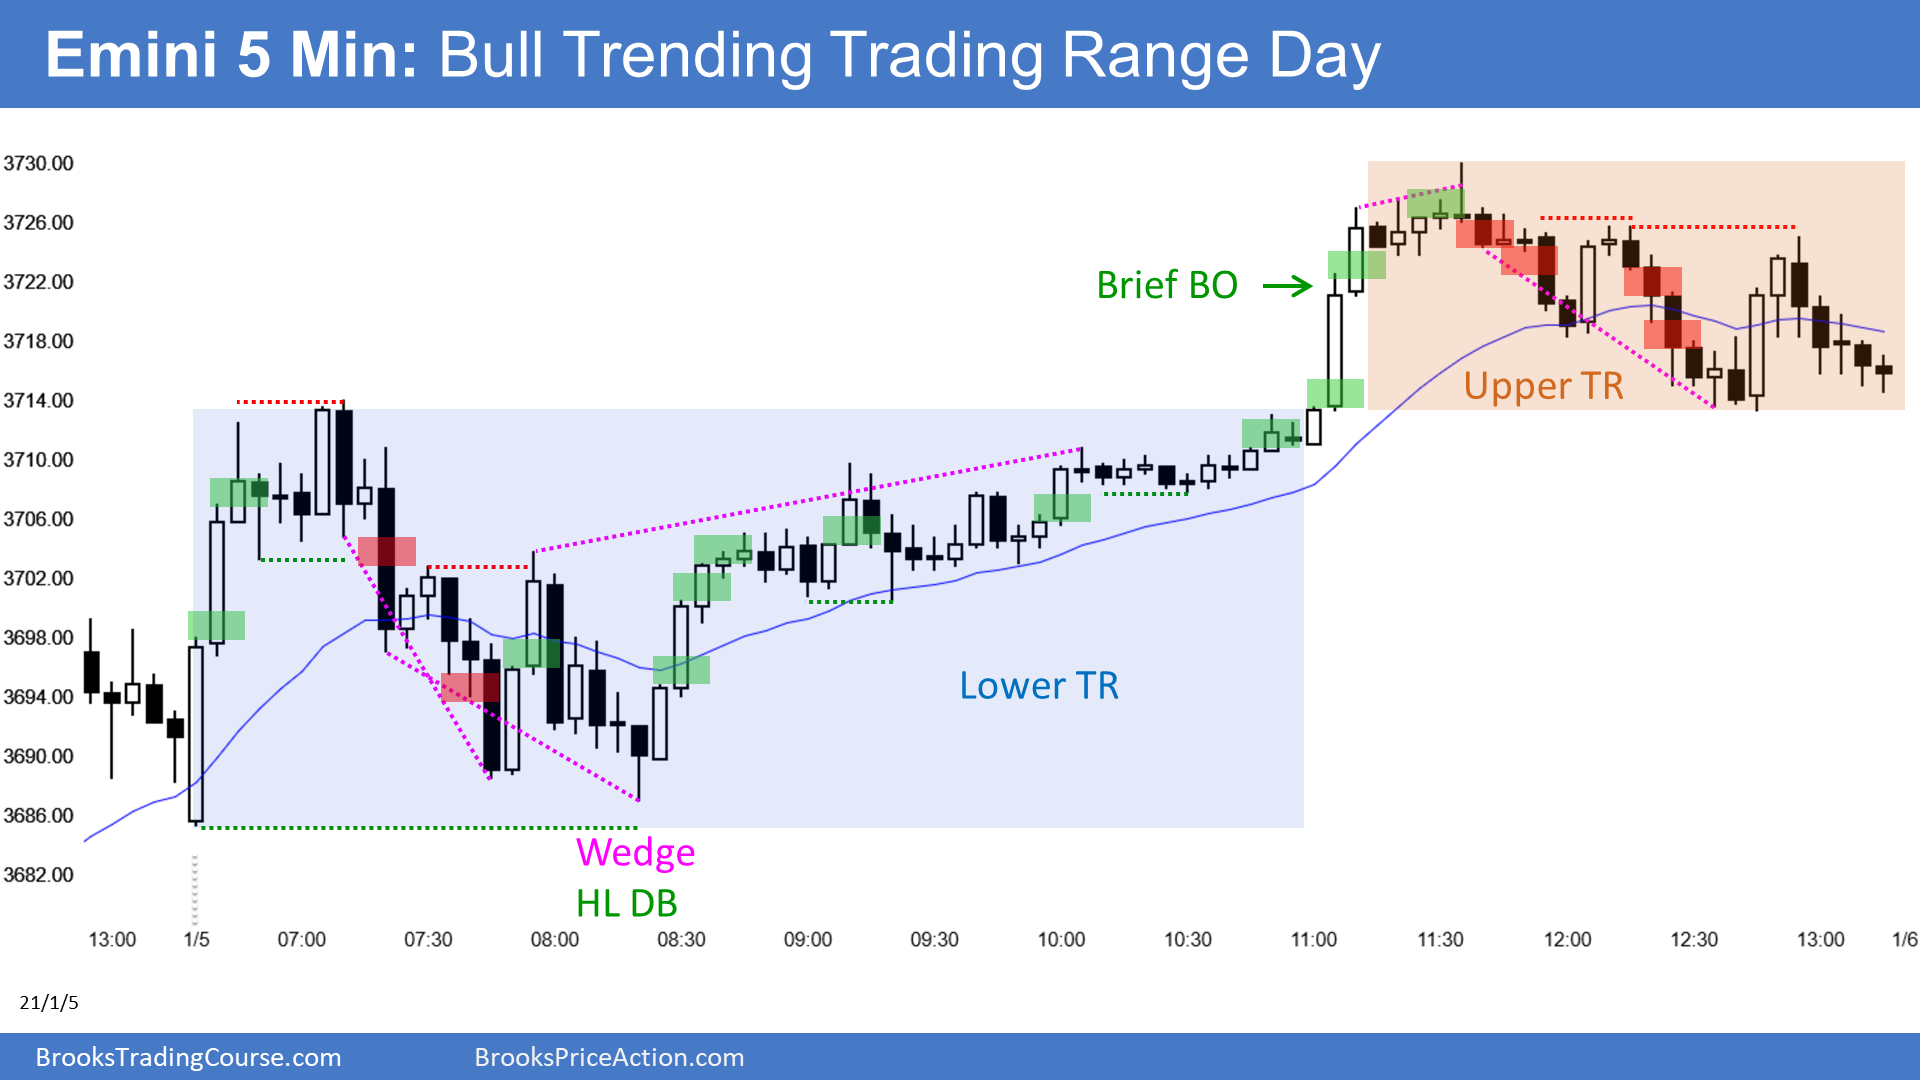 Emini 5 Min: Bull Trending Trading Range Day
3730.00
3726.00
3722.00
3718.00
3714.00
3710.00
3706.00
3702.00
3698.00
3694.00
3690.00
3686.00
3682.00
Brief BO
Upper TR
Lower TR
Wedge
HL DB
13:00 1/5 07:00 07:30 08:00 08:30 09:00 09:30 10:00 10:30 11:00 11:30 12:00 12:30 13:00 1/6
21/1/5
BrooksTradingCourse.com BrooksPriceAction.com